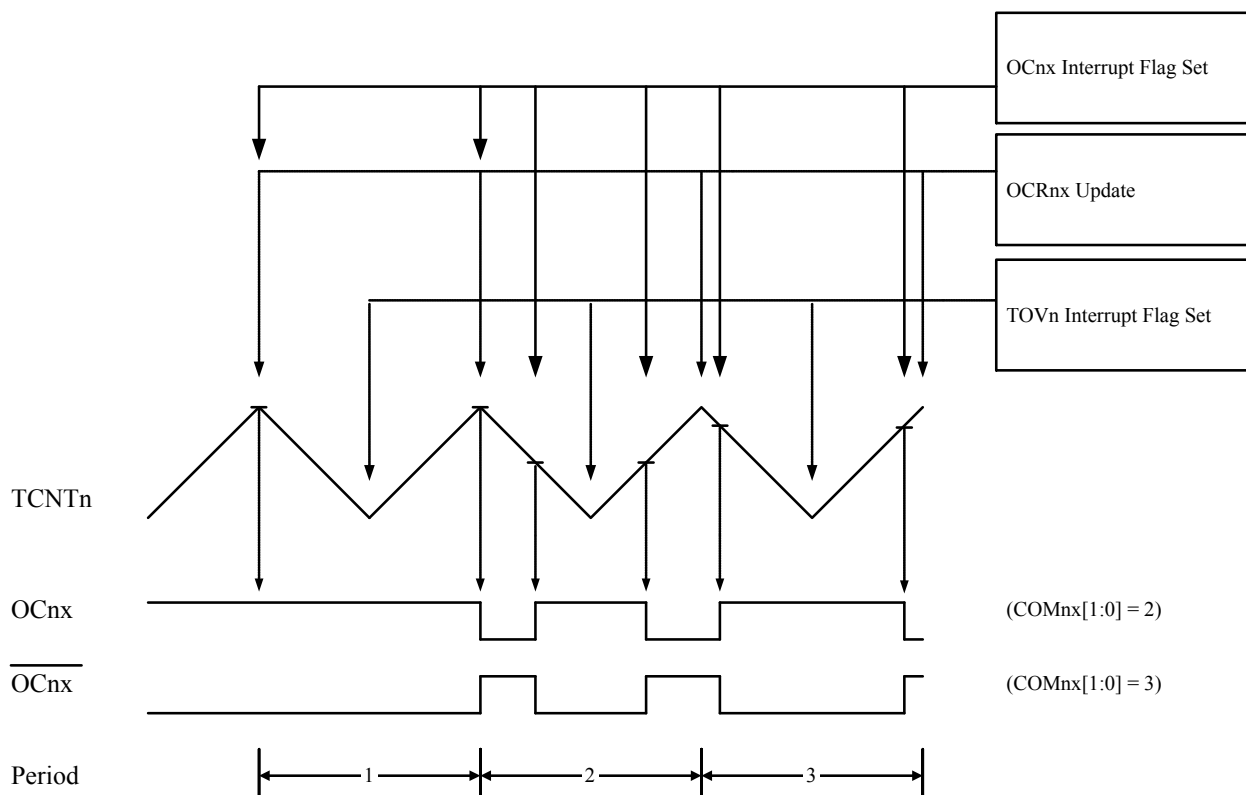 OCnx Interrupt Flag Set
OCRnx Update
TOVn Interrupt Flag Set
TCNTn
OCnx
(COMnx[1:0] = 2)
OCnx
(COMnx[1:0] = 3)
Period
1
2
3